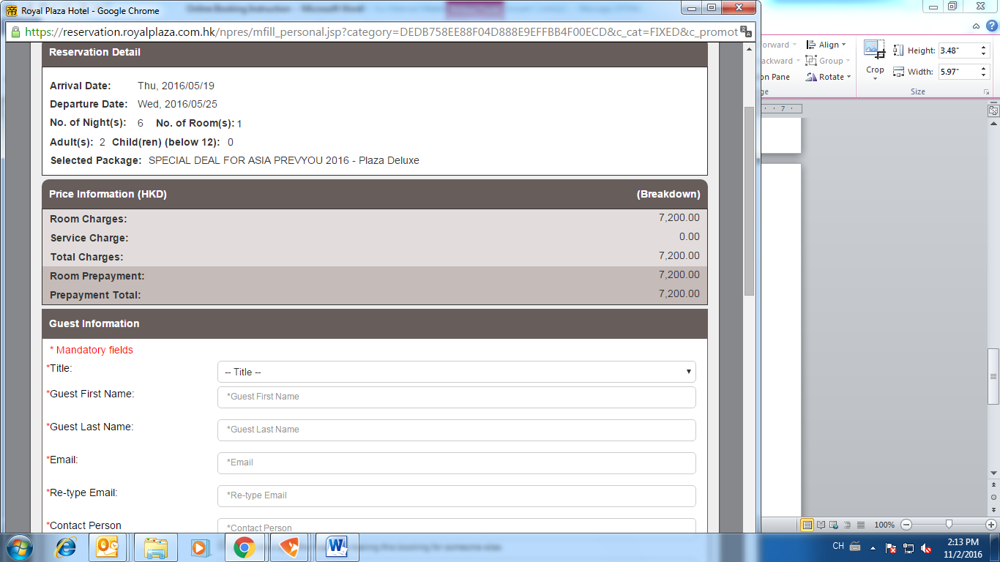 Royal Plaza Hotel - Google Chrome
https://reservation.royalplaza.com.hk/npres/mfill_personal.jsp?category=DEDB758EE88F04D888E9EFFBB4F00ECD&c_cat=FIXED&c_promot
Reservation Detail
Arrival Date: Thu, 2016/05/19
Departure Date: Wed, 2016/05/25
No. of Night(s): 6 No. of Room(s): 1
Adult(s): 2 Child(ren) (below 12): 0
Selected Package: SPECIAL DEAL FOR ASIA PREVYOU 2016 - Plaza Deluxe
Price Information (HKD) (Breakdown)
Room Charges: 7,200.00
Service Charge: 0.00
Total Charges: 7,200.00
Room Prepayment: 7,200.00
Prepayment Total: 7,200.00
Guest Information
* Mandatory fields
*Title: -- Title --
*Guest First Name: *Guest First Name
*Guest Last Name: *Guest Last Name
*Email: *Email
*Re-type Email: *Re-type Email
*Contact Person *Contact Person
orward Align
ackward Group
on Pane Rotate
ge
Crop
Height: 3.48"
Width: 5.97"
Size
7
100%
CH
2:13 PM
11/2/2016